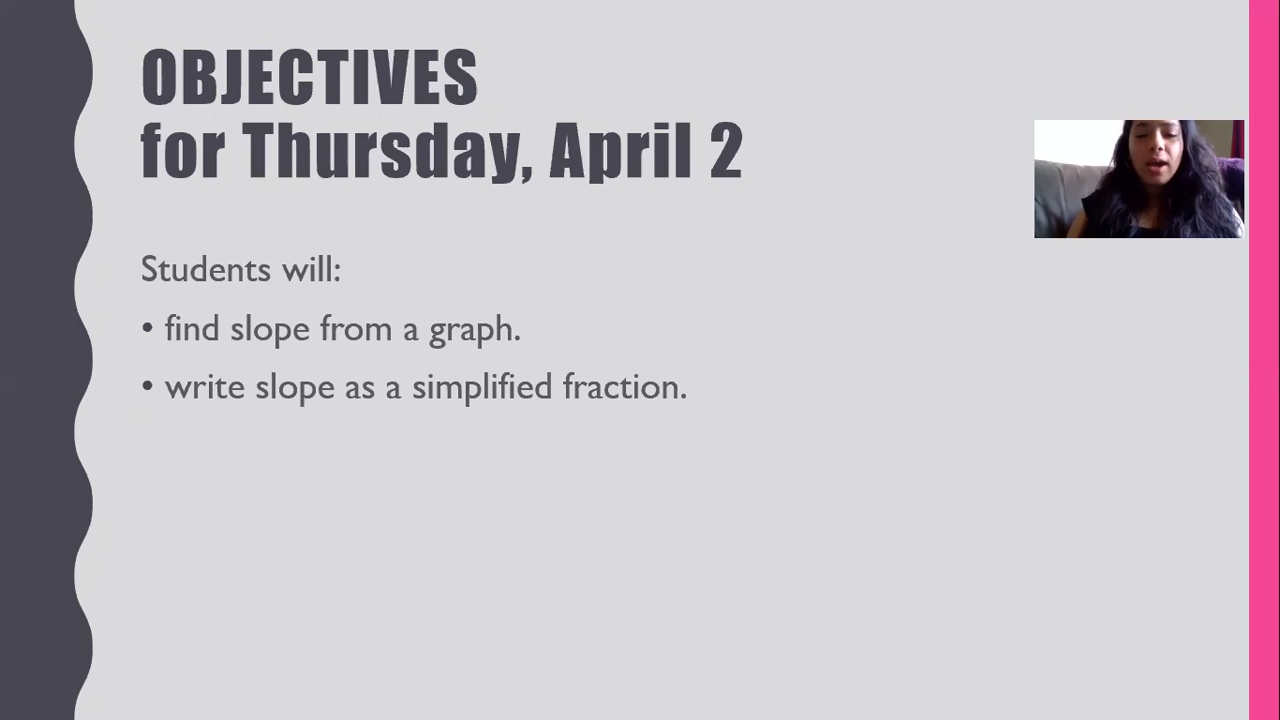 OBJECTIVES
for Thursday, April 2
Students will:
• find slope from a graph.
• write slope as a simplified fraction.